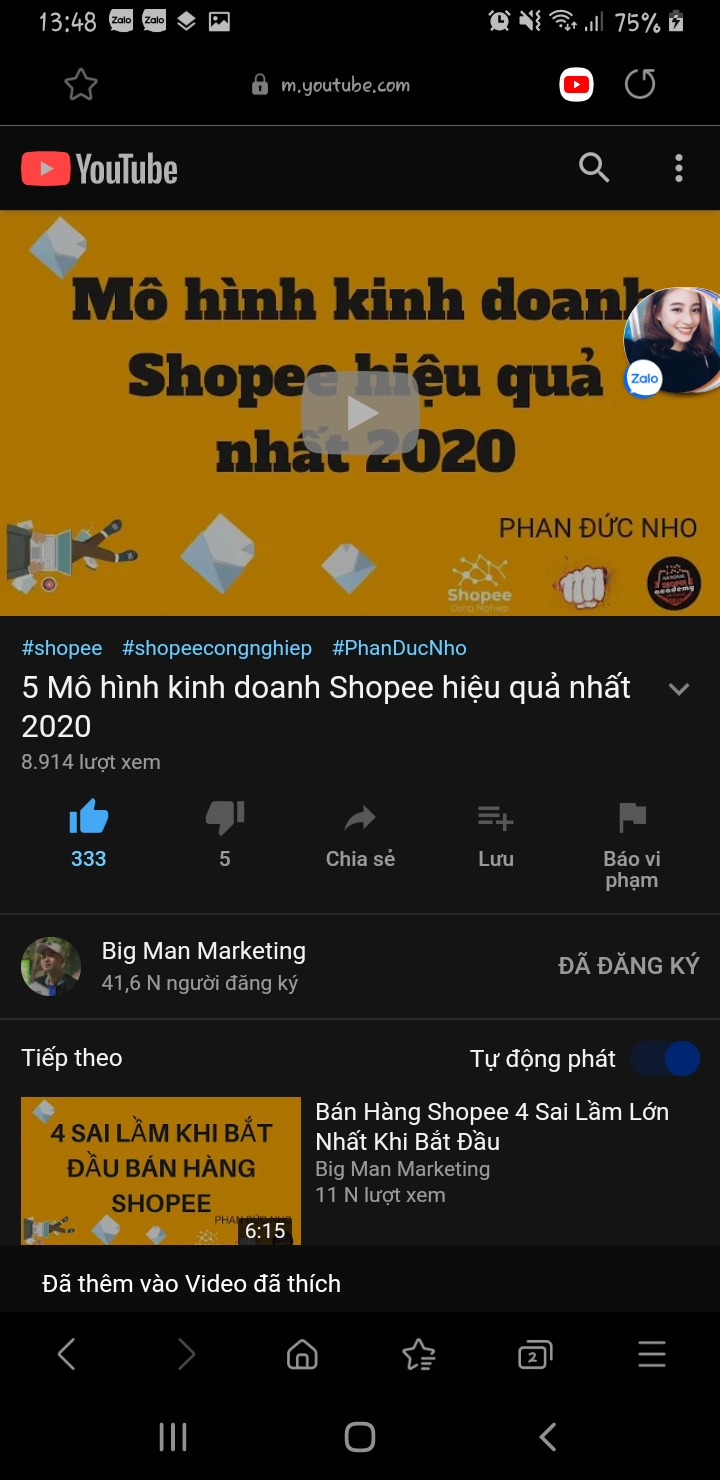 13:48 Zalo Zalo 75%
m.youtube.com
YouTube
Mô hình kinh doanh
Shopee hiệu quả
nhất 2020
Zalo
PHAN ĐỨC NHO
Shopee
Công Nghiệp
academy
#shopee #shopeecongnghiep #PhanDucNho
5 Mô hình kinh doanh Shopee hiệu quả nhất
2020
8.914 lượt xem
333 5 Chia sẻ Lưu Báo vi
phạm
Big Man Marketing
41,6 N người đăng ký
ĐÃ ĐĂNG KÝ
Tiếp theo Tự động phát
4 SAI LẦM KHI BẮT
ĐẦU BÁN HÀNG
SHOPEE
PHAN ĐỨC NHO
6:15
Bán Hàng Shopee 4 Sai Lầm Lớn
Nhất Khi Bắt Đầu
Big Man Marketing
11 N lượt xem
Đã thêm vào Video đã thích
2